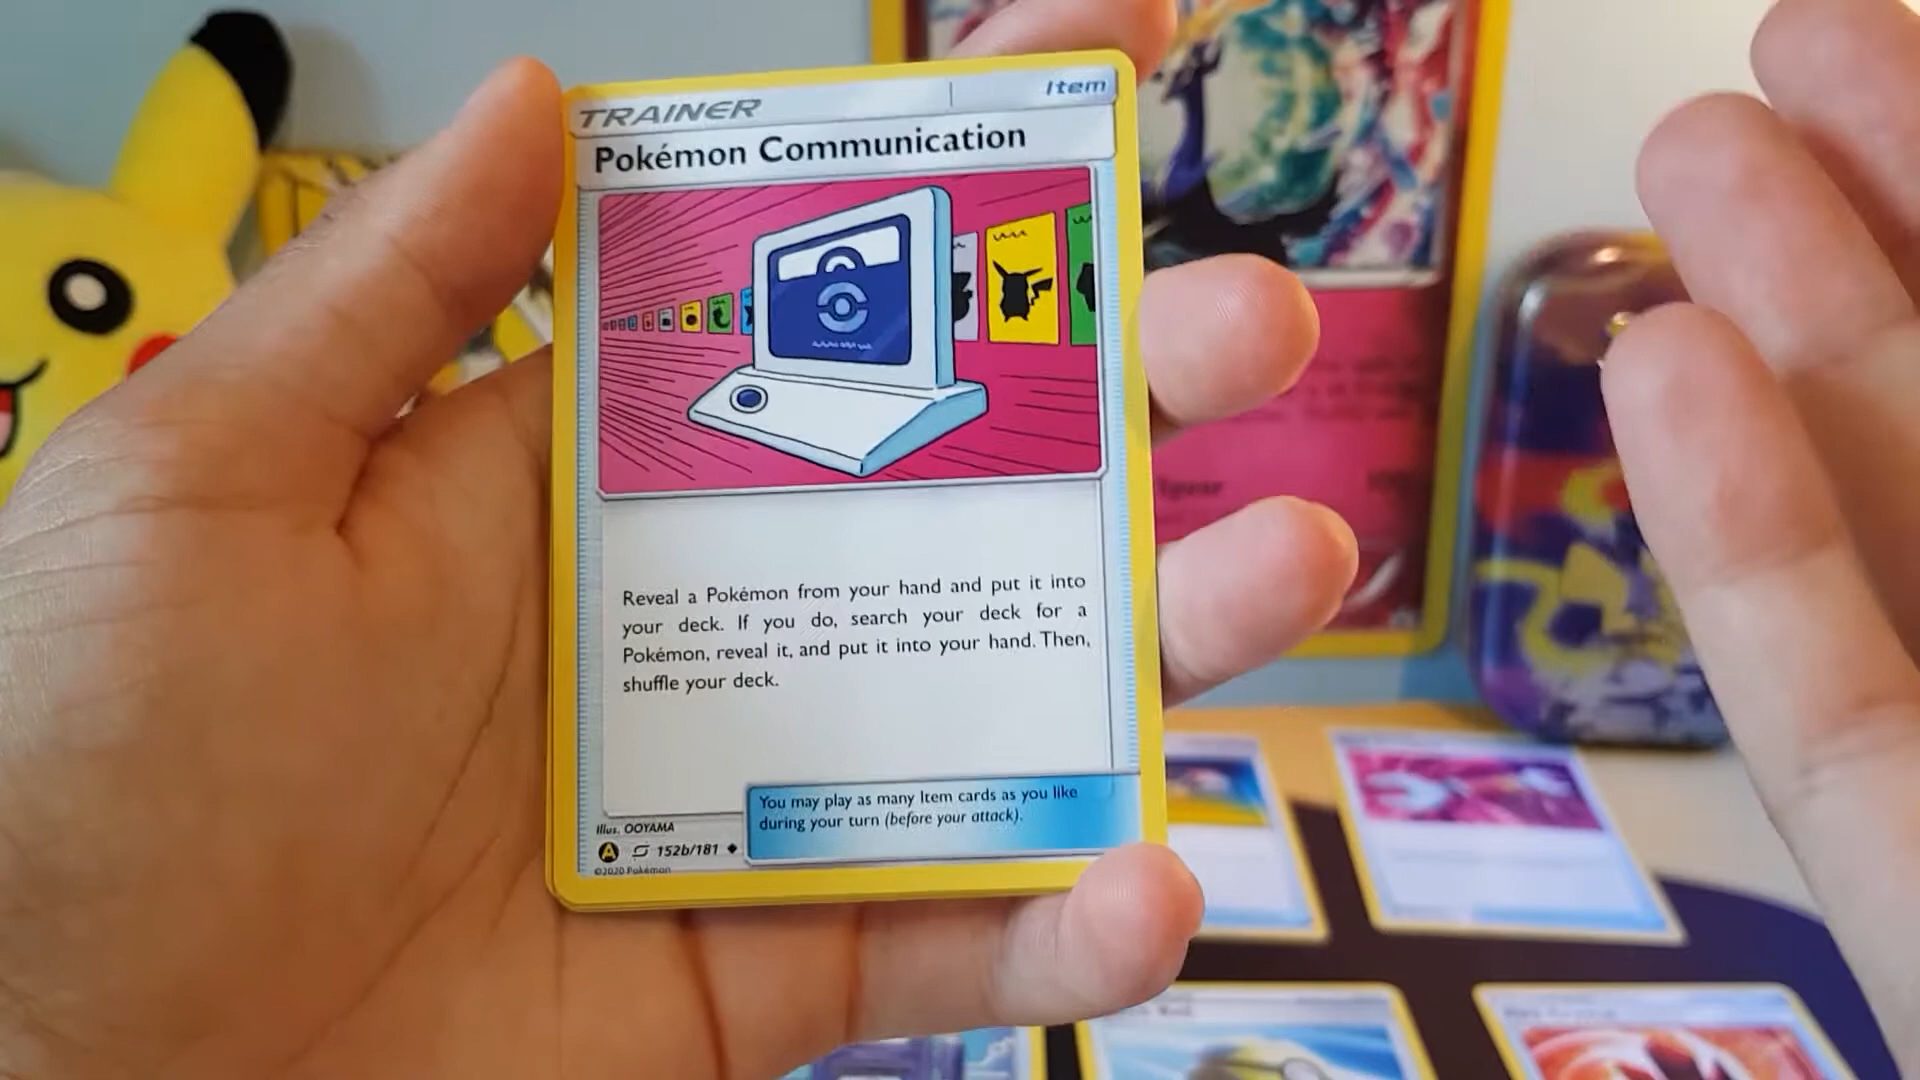 TRAINER
Item
Pokémon Communication
Reveal a Pokémon from your hand and put it into
your deck. If you do, search your deck for a
Pokémon, reveal it, and put it into your hand. Then,
shuffle your deck.
You may play as many Item cards as you like
during your turn (before your attack).
Illus. OOYAMA
A 152b/181
©2020 Pokémon
Spear